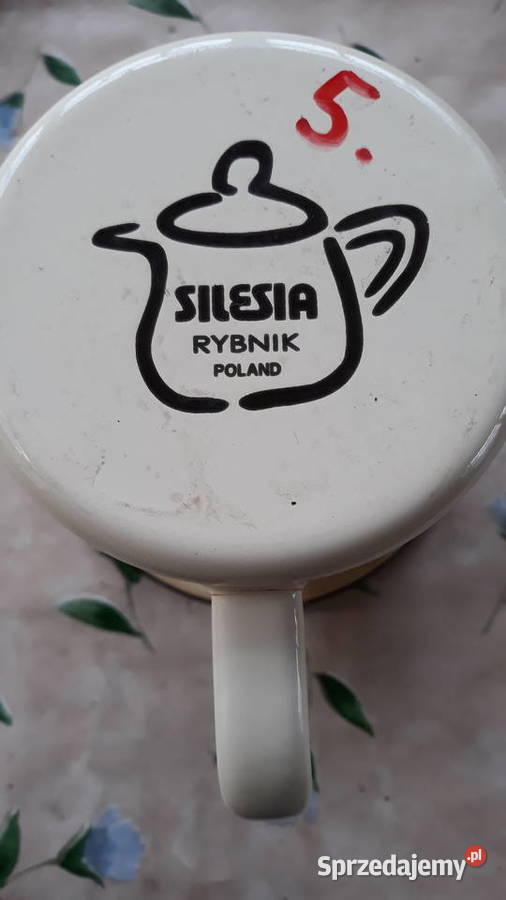 5.
SILESIA
RYBNIK
POLAND
Sprzedajemy.pl